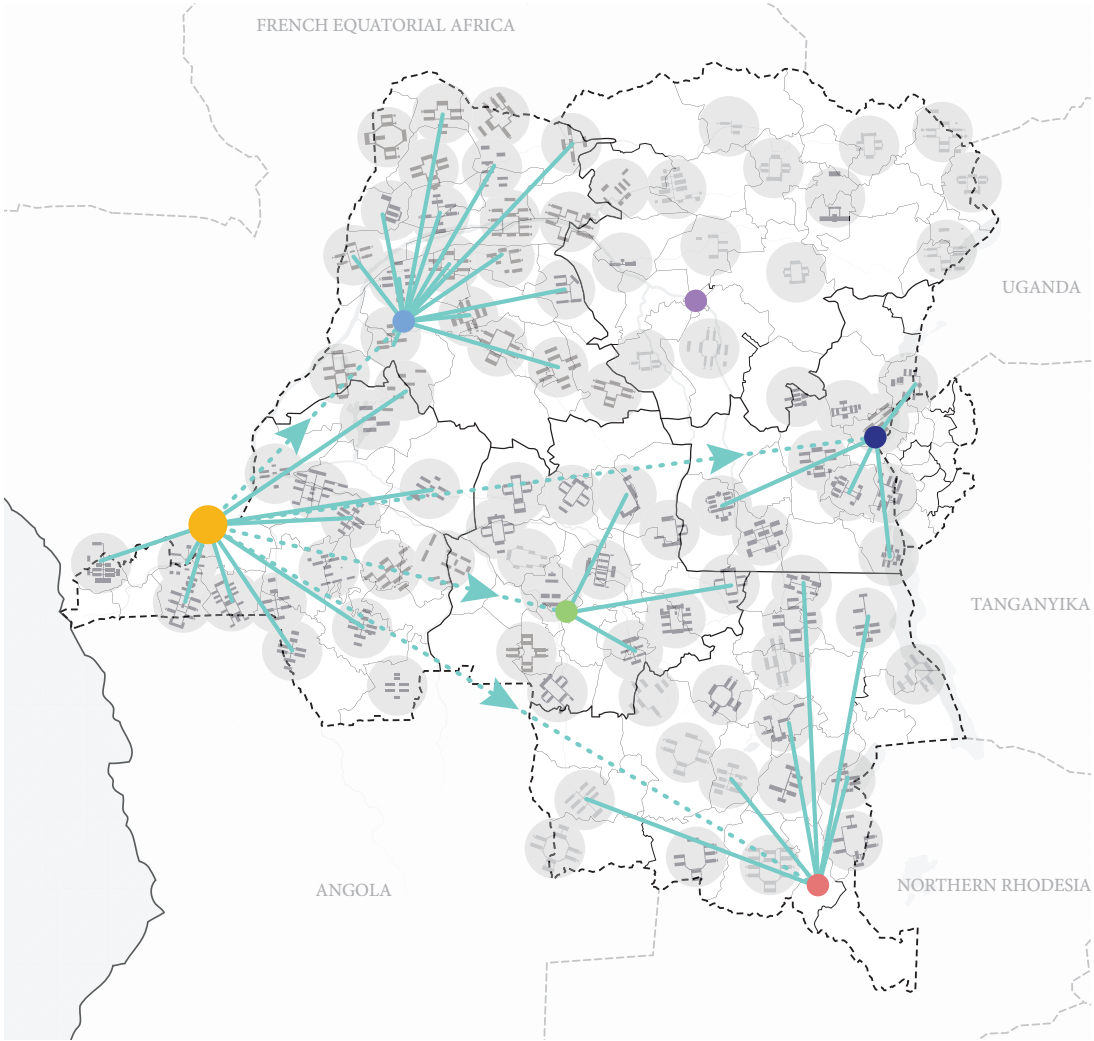 FRENCH EQUATORIAL AFRICA
UGANDA
TANGANYIKA
ANGOLA
NORTHERN RHODESIA